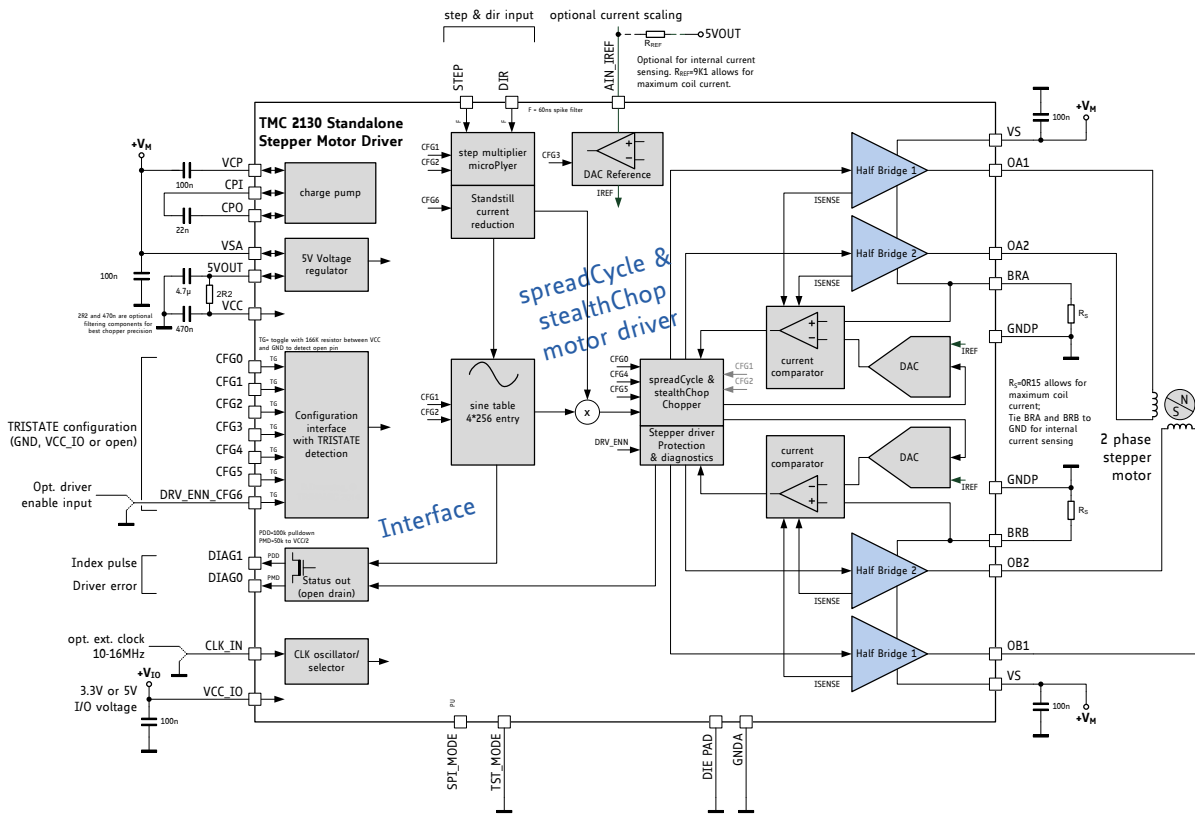 step & dir input
optional current scaling
5VOUT
RREF
Optional for internal current
sensing. RREF=9K1 allows for
maximum coil current.
STEP
DIR
AIN_IREF
F = 60ns spike filter
F
F
TMC 2130 Standalone
Stepper Motor Driver
+VM
VCP
100n
CPI
CPO
22n
charge pump
VSA
5VOUT
100n
4.7µ
2R2
VCC
470n
2R2 and 470n are optional
filtering components for
best chopper precision
5V Voltage
regulator
CFG1
CFG2
step multiplier
microPlyer
CFG6
Standstill
current
reduction
CFG3
+
−
DAC Reference
IREF
spreadCycle &
stealthChop
motor driver
TG= toggle with 166K resistor between VCC
and GND to detect open pin
CFG0
TG
CFG1
TG
CFG2
TG
CFG3
TG
CFG4
TG
CFG5
TG
DRV_ENN_CFG6
TG
Configuration
interface
with TRISTATE
detection
TRISTATE configuration
(GND, VCC_IO or open)
Opt. driver
enable input
CFG1
CFG2
sine table
4*256 entry
x
CFG0
CFG4
CFG5
CFG1
CFG2
spreadCycle &
stealthChop
Chopper
DRV_ENN
Stepper driver
Protection
& diagnostics
Interface
PDD=100k pulldown
PMD=50k to VCC/2
Index pulse
DIAG1
PDD
Driver error
DIAG0
PMD
Status out
(open drain)
opt. ext. clock
10-16MHz
CLK_IN
CLK oscillator/
selector
+VIO
3.3V or 5V
I/O voltage
VCC_IO
100n
PU
SPI_MODE
TST_MODE
DIE PAD
GNDA
Half Bridge 1
ISENSE
Half Bridge 2
ISENSE
+
−
current
comparator
DAC
IREF
current
comparator
+
−
DAC
IREF
Half Bridge 2
ISENSE
Half Bridge 1
ISENSE
100n
VS
+VM
OA1
OA2
BRA
RS
GNDP
RS=0R15 allows for
maximum coil
current;
Tie BRA and BRB to
GND for internal
current sensing
N
S
2 phase
stepper
motor
GNDP
RS
BRB
OB2
OB1
VS
100n
+VM